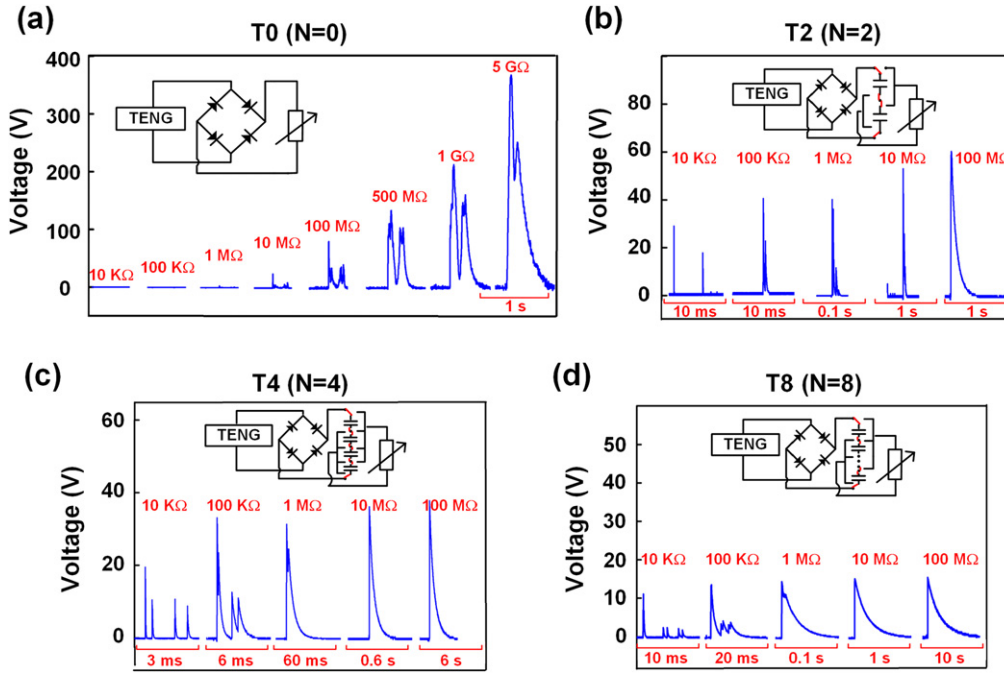 (a)
T0 (N=0)
Voltage (V)
400
300
200
100
0
TENG
10 KΩ
100 KΩ
1 MΩ
10 MΩ
100 MΩ
500 MΩ
1 GΩ
5 GΩ
1 s
(b)
T2 (N=2)
Voltage (V)
80
60
40
20
0
TENG
10 KΩ
100 KΩ
1 MΩ
10 MΩ
100 MΩ
10 ms
10 ms
0.1 s
1 s
1 s
(c)
T4 (N=4)
Voltage (V)
60
40
20
0
TENG
10 KΩ
100 KΩ
1 MΩ
10 MΩ
100 MΩ
3 ms
6 ms
60 ms
0.6 s
6 s
(d)
T8 (N=8)
Voltage (V)
50
40
30
20
10
0
TENG
10 KΩ
100 KΩ
1 MΩ
10 MΩ
100 MΩ
10 ms
20 ms
0.1 s
1 s
10 s